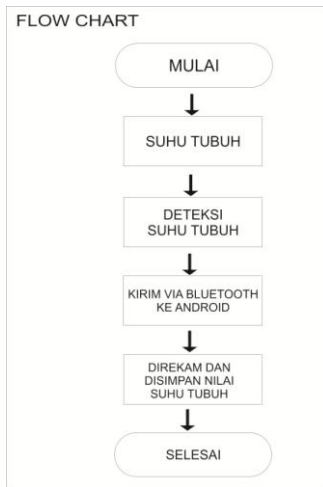 FLOW CHART
MULAI
SUHU TUBUH
DETEKSI
SUHU TUBUH
KIRIM VIA BLUETOOTH
KE ANDROID
DIREKAM DAN
DISIMPAN NILAI
SUHU TUBUH
SELESAI